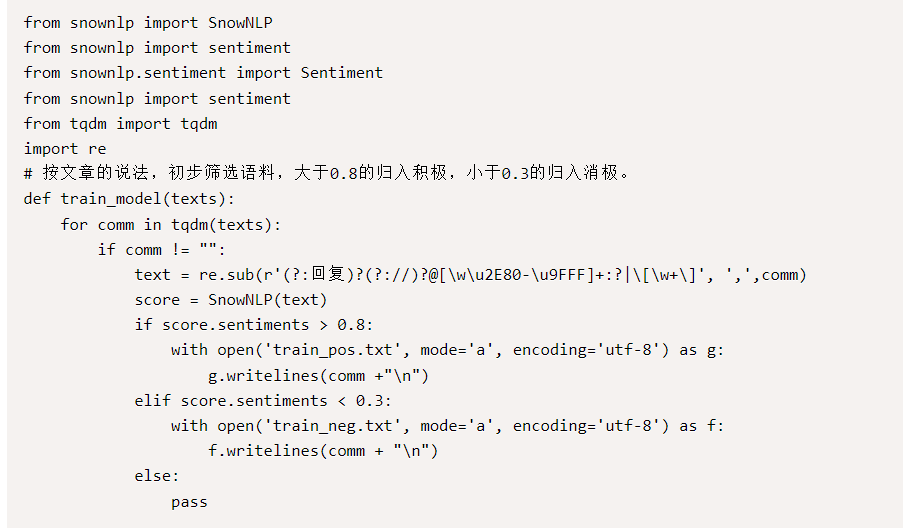 from snownlp import SnowNLP
from snownlp import sentiment
from snownlp.sentiment import Sentiment
from snownlp import sentiment
from tqdm import tqdm
import re
# 按文章的说法，初步筛选语料，大于0.8的归入积极，小于0.3的归入消极。
def train_model(texts):
    for comm in tqdm(texts):
        if comm != "":
            text = re.sub(r'(?:回复)?(?://)?@[\w\u2E80-\u9FFF]+:?|\[\w+\]', ',',comm)
            score = SnowNLP(text)
            if score.sentiments > 0.8:
                with open('train_pos.txt', mode='a', encoding='utf-8') as g:
                    g.writelines(comm +"\n")
            elif score.sentiments < 0.3:
                with open('train_neg.txt', mode='a', encoding='utf-8') as f:
                    f.writelines(comm + "\n")
            else:
                pass